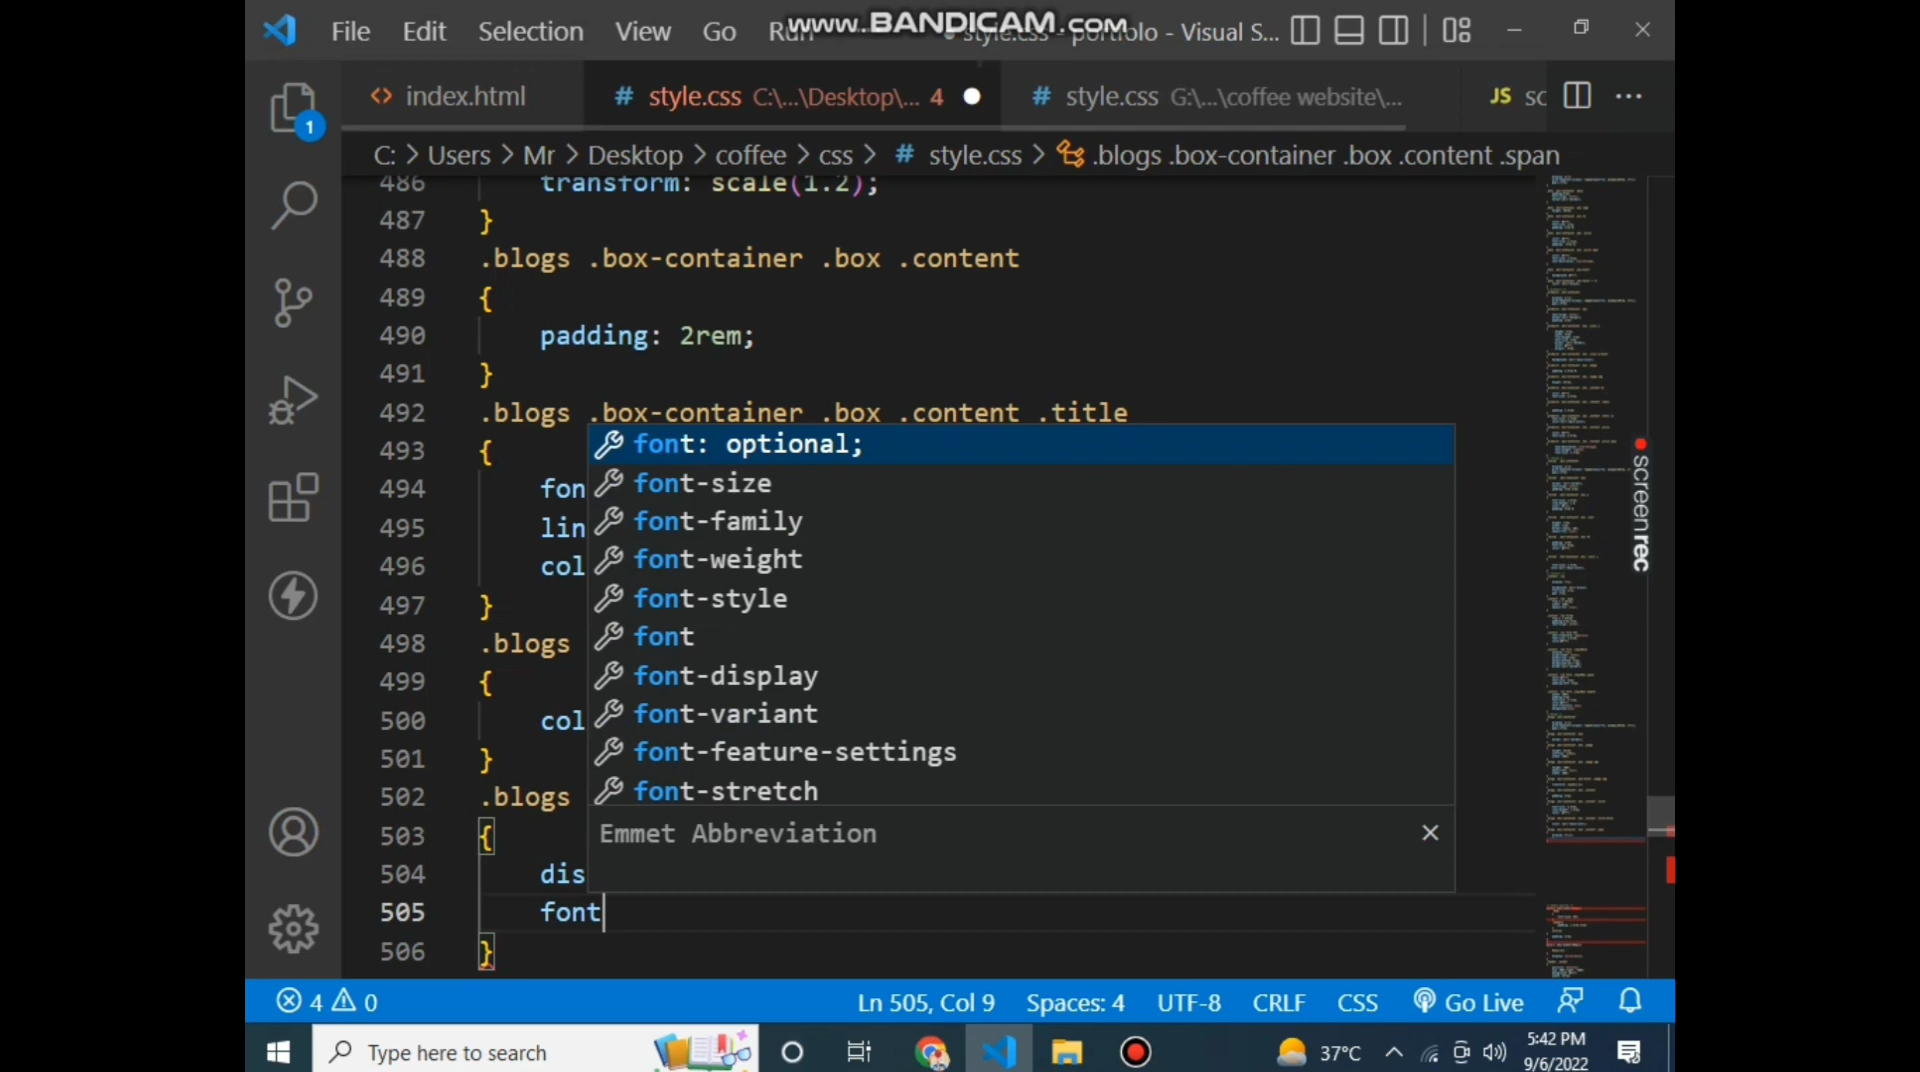 File Edit Selection View Go Run style.css - portfolo - Visual S...
www.BANDICAM.com
index.html # style.css C:\...\Desktop\... 4 # style.css G:\...\coffee website\... JS sc
1
C: > Users > Mr > Desktop > coffee > css > # style.css > .blogs .box-container .box .content .span
486 transform: scale(1.2);
487 }
488 .blogs .box-container .box .content
489 {
490 padding: 2rem;
491 }
492 .blogs .box-container .box .content .title
493 {
font: optional;
494 fon
font-size
495 lin
font-family
496 col
font-weight
497 }
font-style
498 .blogs
font
499 {
font-display
500 col
font-variant
501 }
font-feature-settings
502 .blogs
font-stretch
503 {
Emmet Abbreviation
504 dis
505 font
506 }
screenrec
4 0 Ln 505, Col 9 Spaces: 4 UTF-8 CRLF CSS Go Live
Type here to search 37°C 5:42 PM
9/6/2022